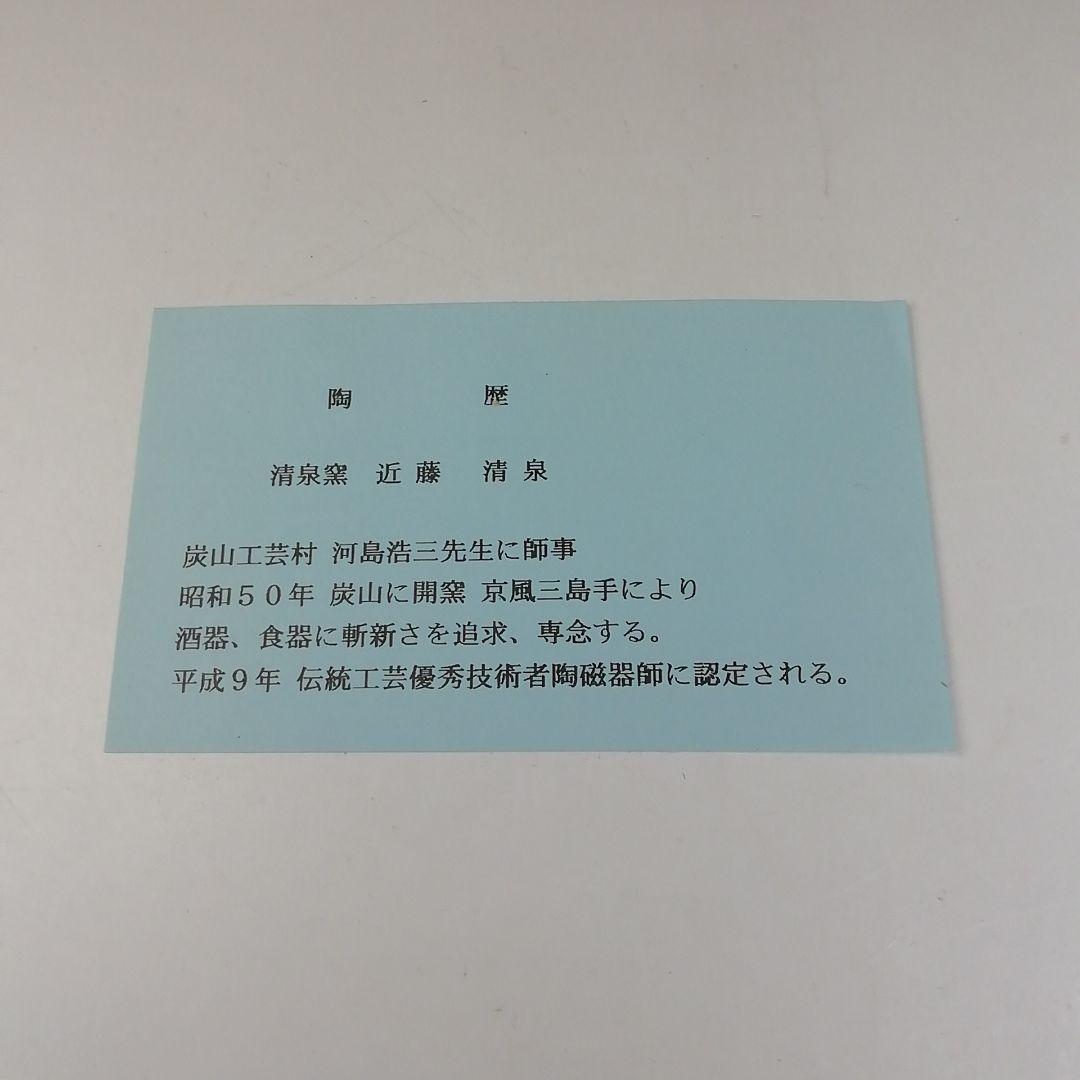 陶　歴
清泉窯　近藤　清泉
炭山工芸村 河島浩三先生に師事
昭和５０年 炭山に開窯 京風三島手により
酒器、食器に斬新さを追求、専念する。
平成９年 伝統工芸優秀技術者陶磁器師に認定される。